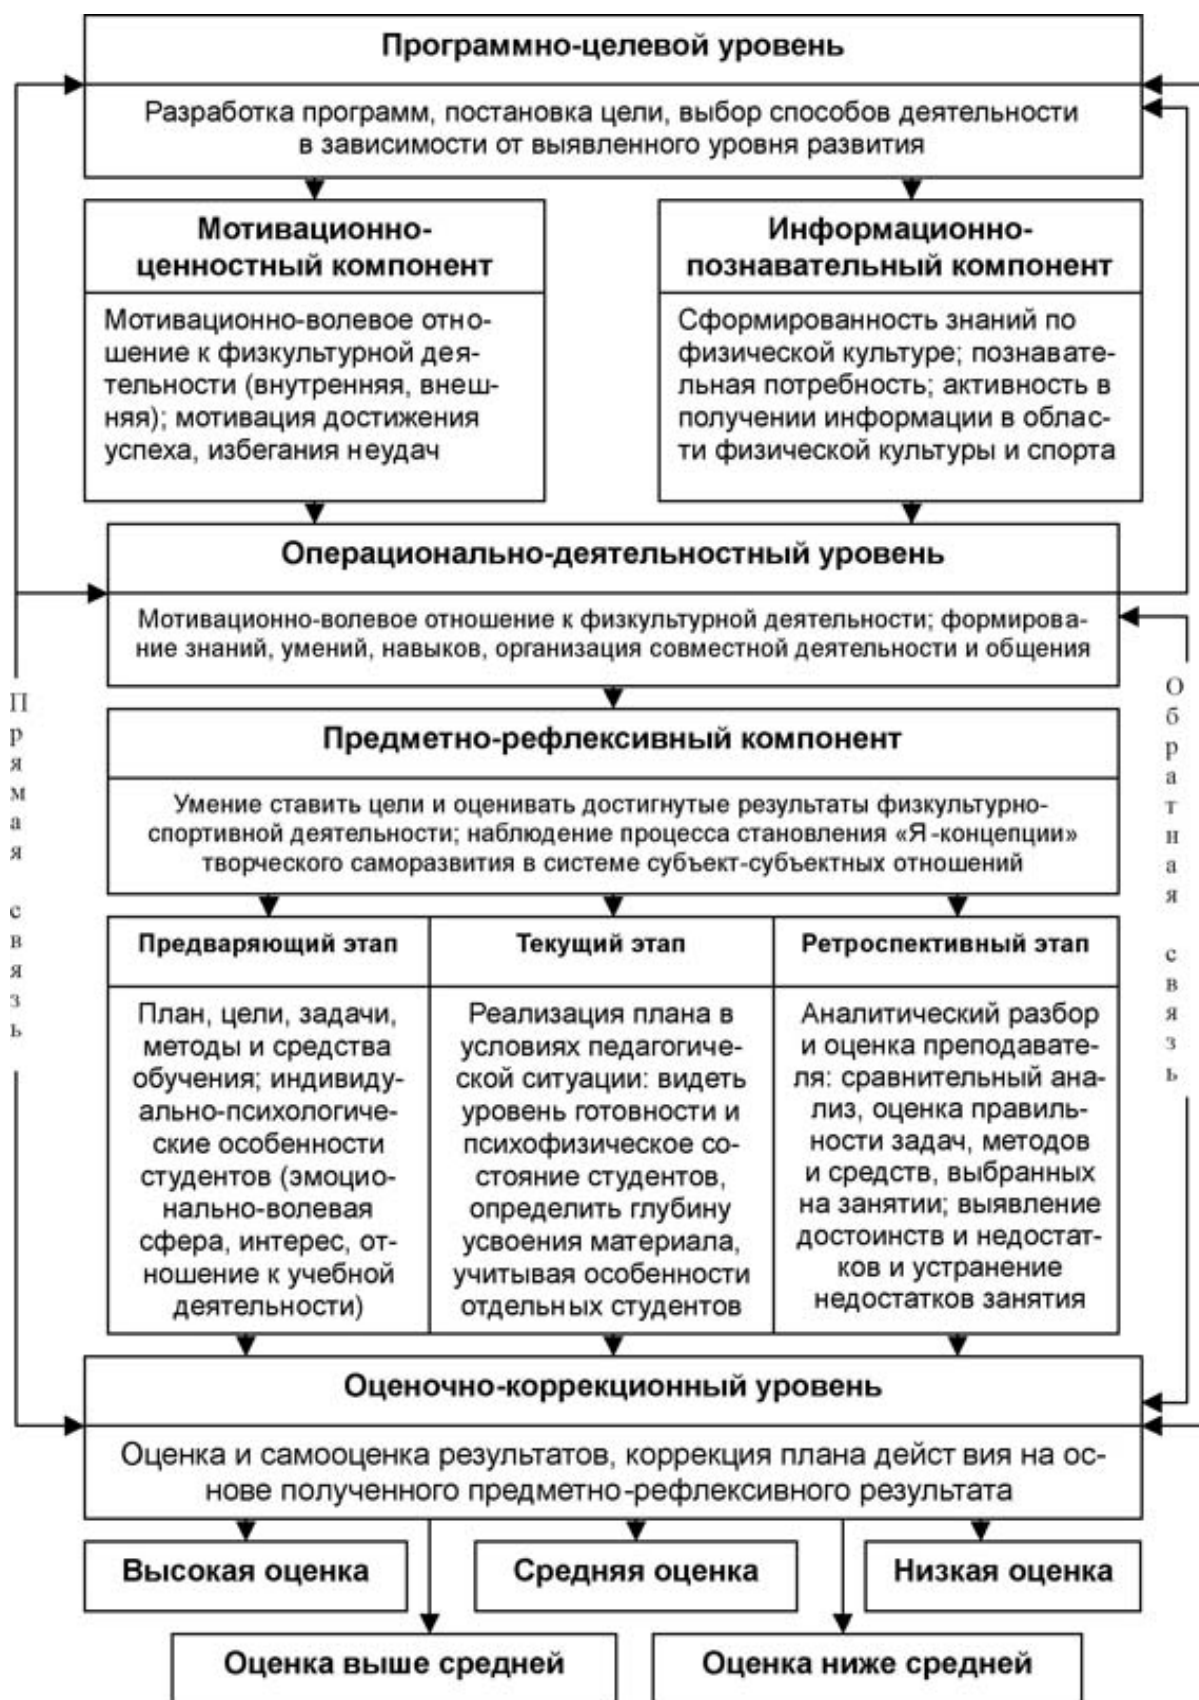 Программно-целевой уровень
Разработка программ, постановка цели, выбор способов деятельности
в зависимости от выявленного уровня развития
Мотивационно-
ценностный компонент
Мотивационно-волевое отно-
шение к физкультурной дея-
тельности (внутренняя, внеш-
няя); мотивация достижения
успеха, избегания неудач
Информационно-
познавательный компонент
Сформированность знаний по
физической культуре; познавате-
льная потребность; активность в
получении информации в облас-
ти физической культуры и спорта
Операционально-деятельностный уровень
Мотивационно-волевое отношение к физкультурной деятельности; формирова-
ние знаний, умений, навыков, организация совместной деятельности и общения
Прямая связь
Обратная связь
Предметно-рефлексивный компонент
Умение ставить цели и оценивать достигнутые результаты физкультурно-
спортивной деятельности; наблюдение процесса становления «Я-концепции»
творческого саморазвития в системе субъект-субъектных отношений
Предваряющий этап
План, цели, задачи,
методы и средства
обучения; индивиду-
ально-психологиче-
ские особенности
студентов (эмоцио-
нально-волевая
сфера, интерес, от-
ношение к учебной
деятельности)
Текущий этап
Реализация плана в
условиях педагогиче-
ской ситуации: видеть
уровень готовности и
психофизическое со-
стояние студентов,
определить глубину
усвоения материала,
учитывая особенности
отдельных студентов
Ретроспективный этап
Аналитический разбор
и оценка преподавате-
ля: сравнительный ана-
лиз, оценка правиль-
ности задач, методов
и средств, выбранных
на занятии; выявление
достоинств и недостат-
ков и устранение
недостатков занятия
Оценочно-коррекционный уровень
Оценка и самооценка результатов, коррекция плана дейст вия на ос-
нове полученного предметно-рефлексивного результата
Высокая оценка
Средняя оценка
Низкая оценка
Оценка выше средней
Оценка ниже средней